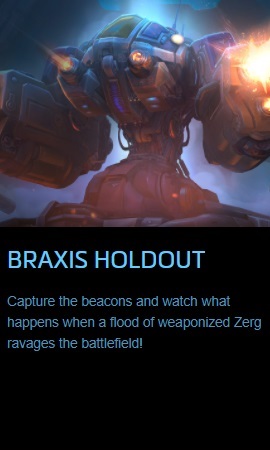 BRAXIS HOLDOUT
Capture the beacons and watch what
happens when a flood of weaponized Zerg
ravages the battlefield!